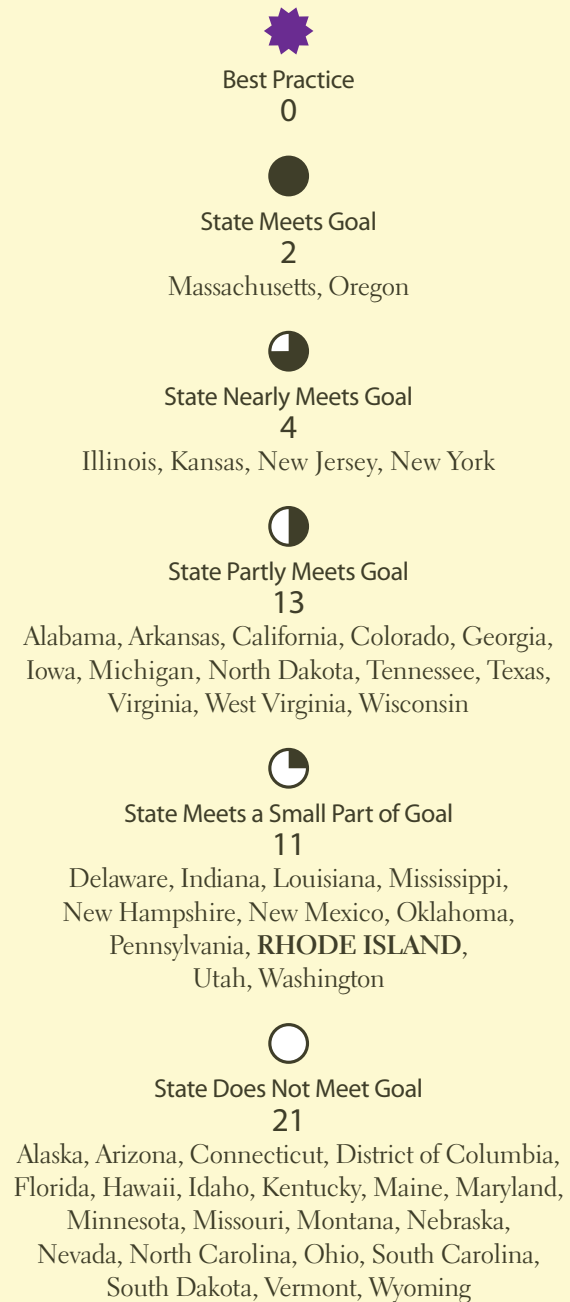 Best Practice
0
State Meets Goal
2
Massachusetts, Oregon
State Nearly Meets Goal
4
Illinois, Kansas, New Jersey, New York
State Partly Meets Goal
13
Alabama, Arkansas, California, Colorado, Georgia,
Iowa, Michigan, North Dakota, Tennessee, Texas,
Virginia, West Virginia, Wisconsin
State Meets a Small Part of Goal
11
Delaware, Indiana, Louisiana, Mississippi,
New Hampshire, New Mexico, Oklahoma,
Pennsylvania, RHODE ISLAND,
Utah, Washington
State Does Not Meet Goal
21
Alaska, Arizona, Connecticut, District of Columbia,
Florida, Hawaii, Idaho, Kentucky, Maine, Maryland,
Minnesota, Missouri, Montana, Nebraska,
Nevada, North Carolina, Ohio, South Carolina,
South Dakota, Vermont, Wyoming